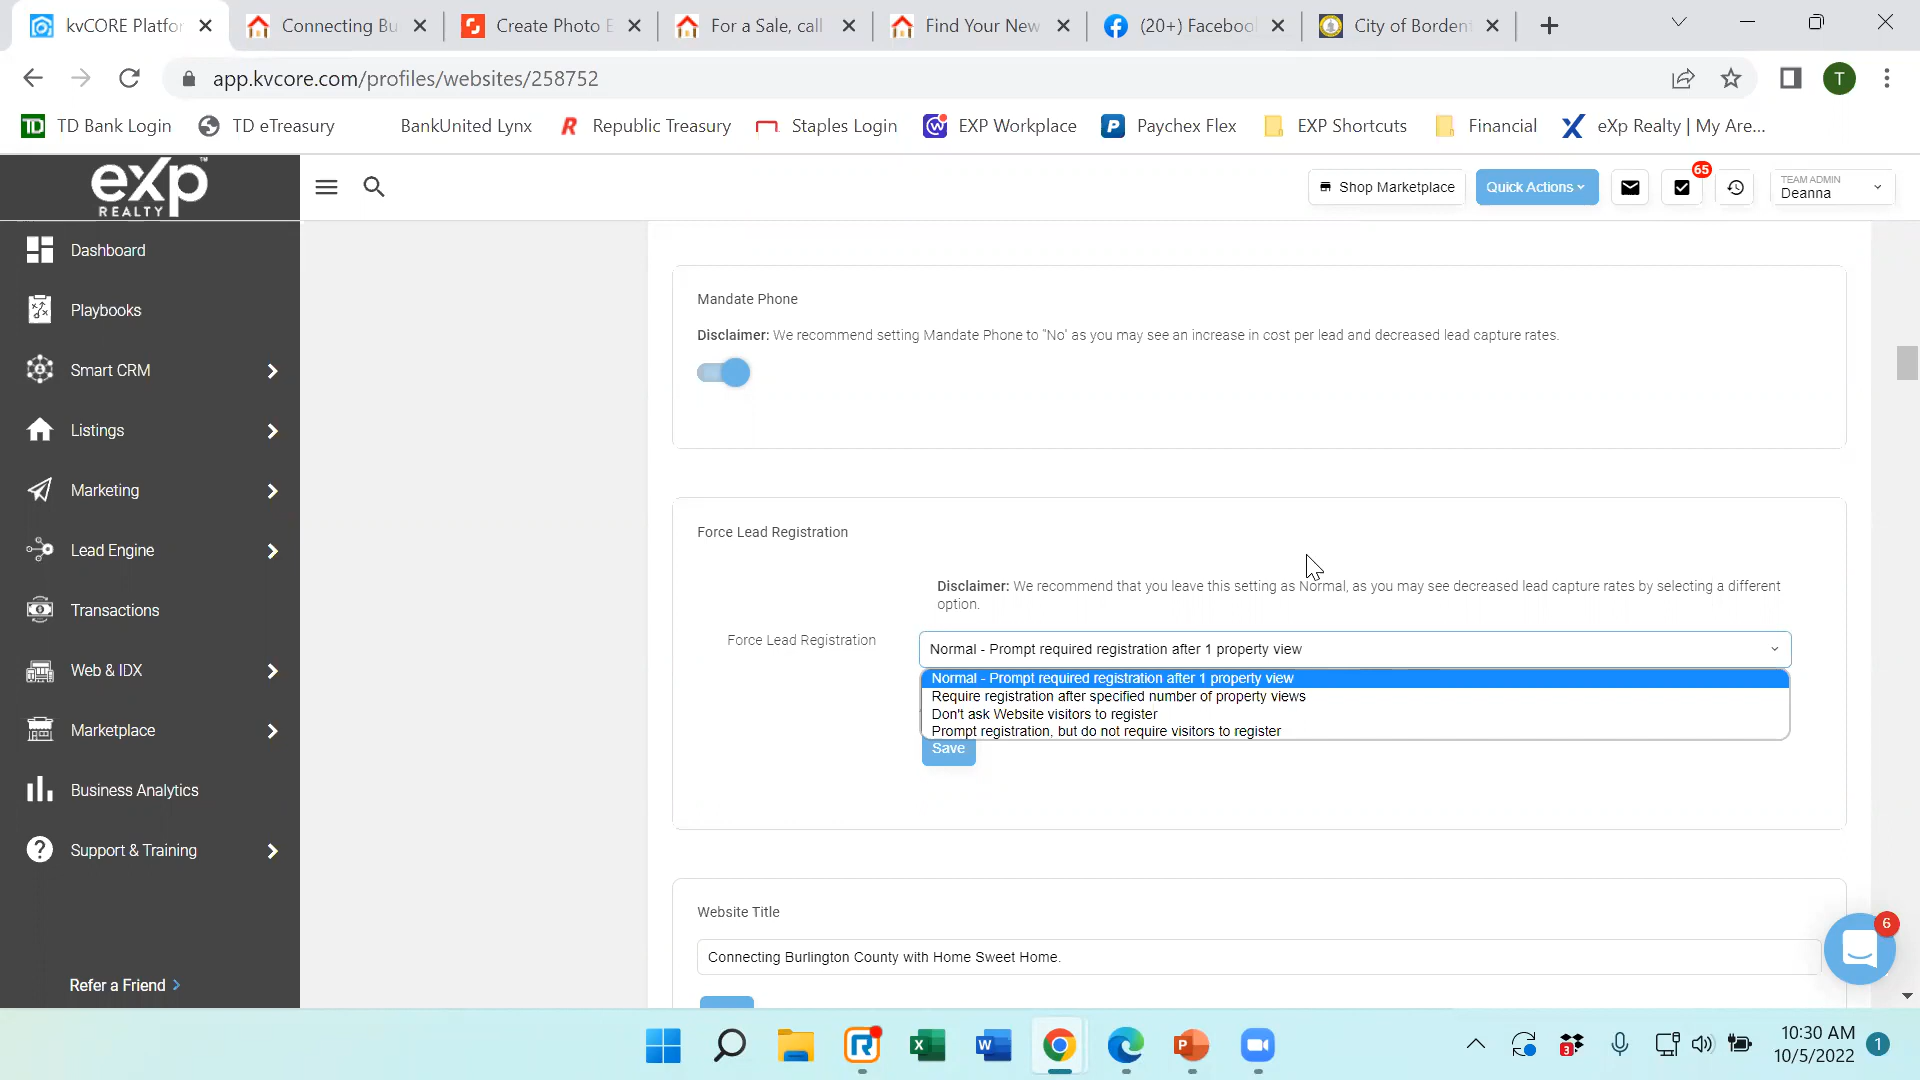 kvCORE Platfor
Connecting Bu
Create Photo E
For a Sale, call
Find Your New
(20+) Facebook
City of Bordent
app.kvcore.com/profiles/websites/258752
T
TD Bank Login
TD eTreasury
BankUnited Lynx
Republic Treasury
Staples Login
EXP Workplace
Paychex Flex
EXP Shortcuts
Financial
eXp Realty | My Are...
eXp REALTY
Shop Marketplace
Quick Actions
65
TEAM ADMIN
Deanna
Dashboard
Playbooks
Smart CRM
Listings
Marketing
Lead Engine
Transactions
Web & IDX
Marketplace
Business Analytics
Support & Training
Refer a Friend
Mandate Phone
Disclaimer: We recommend setting Mandate Phone to "No" as you may see an increase in cost per lead and decreased lead capture rates.
Force Lead Registration
Disclaimer: We recommend that you leave this setting as Normal, as you may see decreased lead capture rates by selecting a different
option.
Force Lead Registration
Normal - Prompt required registration after 1 property view
Normal - Prompt required registration after 1 property view
Require registration after specified number of property views
Don't ask Website visitors to register
Prompt registration, but do not require visitors to register
Save
Website Title
Connecting Burlington County with Home Sweet Home.
6
3
10:30 AM
10/5/2022
1